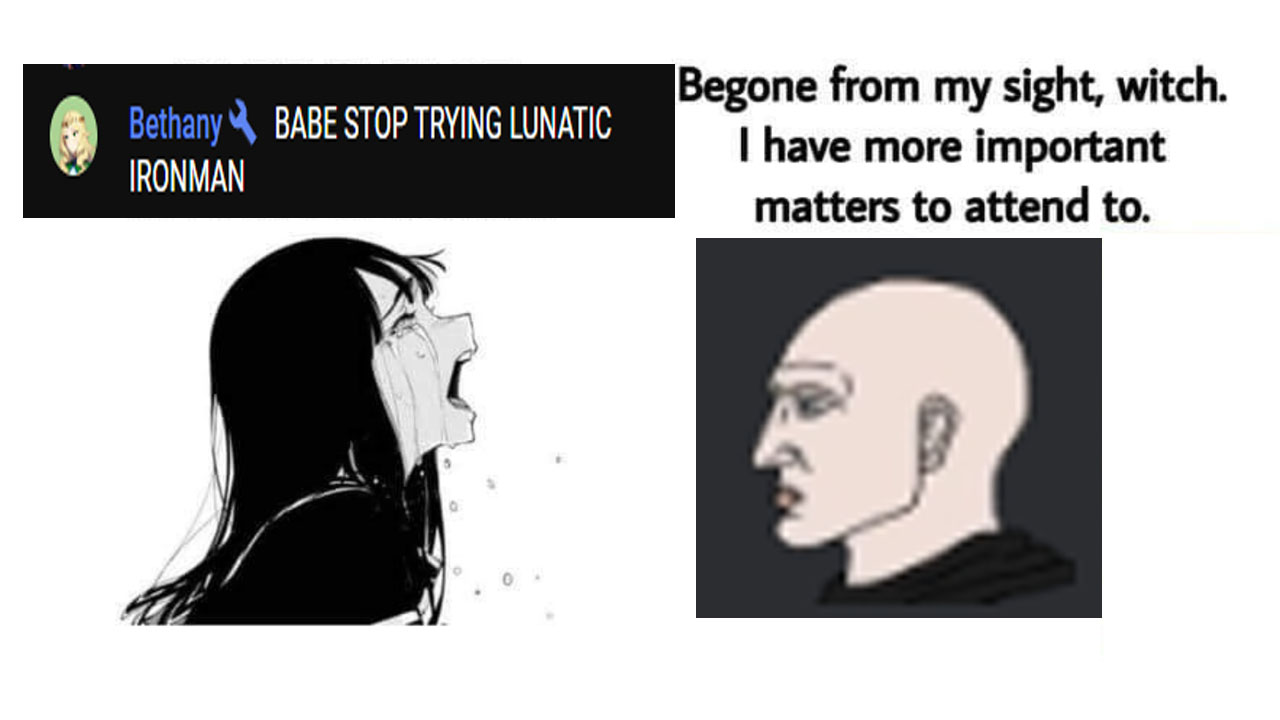 Bethany BABE STOP TRYING LUNATIC
IRONMAN
Begone from my sight, witch.
I have more important
matters to attend to.